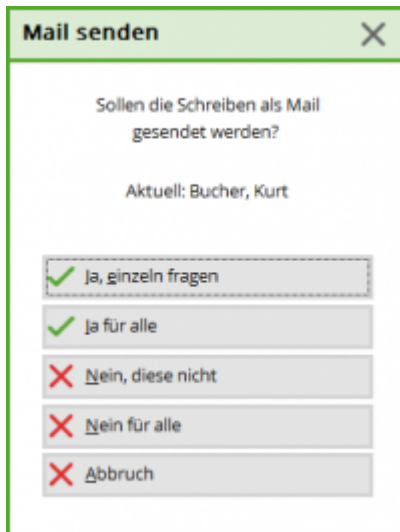 Mail senden
Sollen die Schreiben als Mail
gesendet werden?
Aktuell: Bucher, Kurt
Ja, einzeln fragen
Ja für alle
Nein, diese nicht
Nein für alle
Abbruch